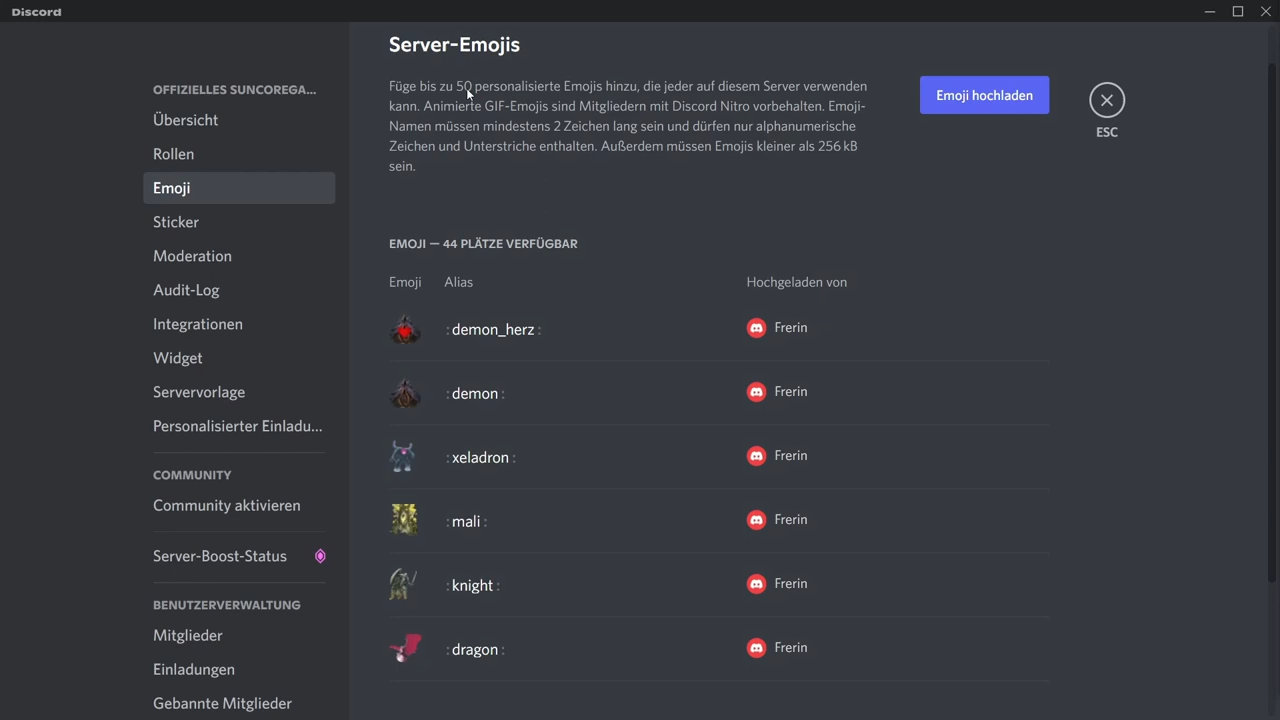 Discord
OFFIZIELLES SUNCOREGA...
Übersicht
Rollen
Emoji
Sticker
Moderation
Audit-Log
Integrationen
Widget
Servervorlage
Personalisierter Einladu...
COMMUNITY
Community aktivieren
Server-Boost-Status
BENUTZERVERWALTUNG
Mitglieder
Einladungen
Gebannte Mitglieder
Server-Emojis
Füge bis zu 50 personalisierte Emojis hinzu, die jeder auf diesem Server verwenden
kann. Animierte GIF-Emojis sind Mitgliedern mit Discord Nitro vorbehalten. Emoji-
Namen müssen mindestens 2 Zeichen lang sein und dürfen nur alphanumerische
Zeichen und Unterstriche enthalten. Außerdem müssen Emojis kleiner als 256 kB
sein.
Emoji hochladen
ESC
EMOJI — 44 PLÄTZE VERFÜGBAR
Emoji Alias Hochgeladen von
:demon_herz: Frerin
:demon: Frerin
:xeladron: Frerin
:mali: Frerin
:knight: Frerin
:dragon: Frerin